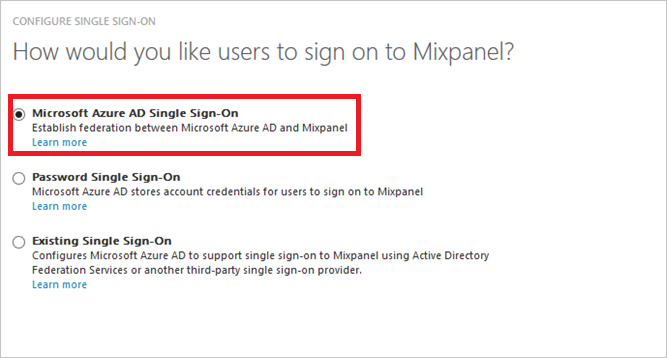 CONFIGURE SINGLE SIGN-ON
How would you like users to sign on to Mixpanel?
Microsoft Azure AD Single Sign-On
Establish federation between Microsoft Azure AD and Mixpanel
Learn more
Password Single Sign-On
Microsoft Azure AD stores account credentials for users to sign on to Mixpanel
Learn more
Existing Single Sign-On
Configures Microsoft Azure AD to support single sign-on to Mixpanel using Active Directory
Federation Services or another third-party single sign-on provider.
Learn more